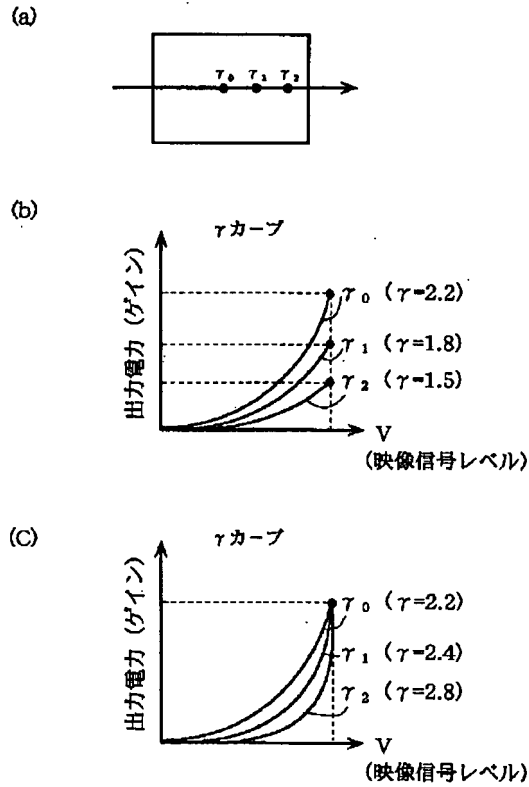 (a)
γ₀ γ₁ γ₂
(b)
γカーブ
出力電力 (ゲイン)
γ₀ (γ=2.2)
γ₁ (γ=1.8)
γ₂ (γ=1.5)
V
(映像信号レベル)
(C)
γカーブ
出力電力 (ゲイン)
γ₀ (γ=2.2)
γ₁ (γ=2.4)
γ₂ (γ=2.8)
V
(映像信号レベル)